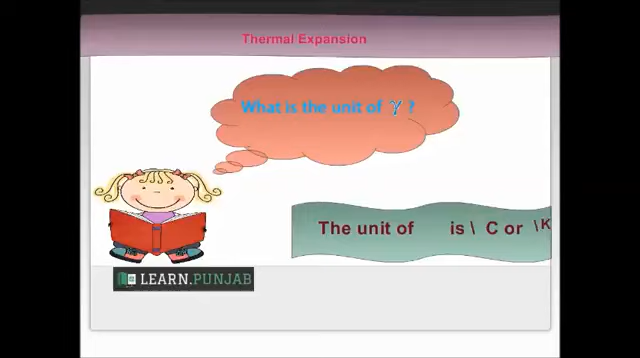 Thermal Expansion
What is the unit of γ ?
The unit of is \ C or \K
LEARN.PUNJAB